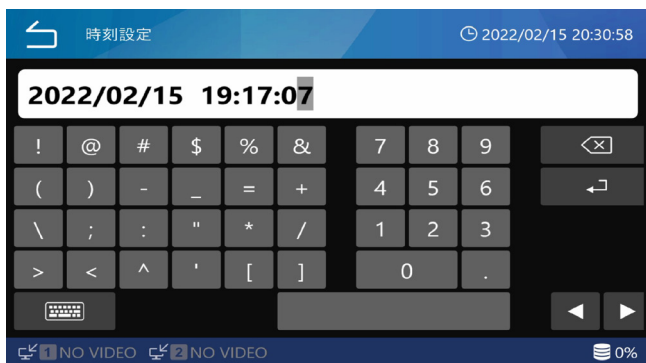 時刻設定 2022/02/15 20:30:58
2022/02/15 19:17:07
! @ # $ % & 7 8 9
( ) - _ = + 4 5 6
\ ; : " * / 1 2 3
> < ^ ' [ ] 0 .
1 NO VIDEO 2 NO VIDEO 0%